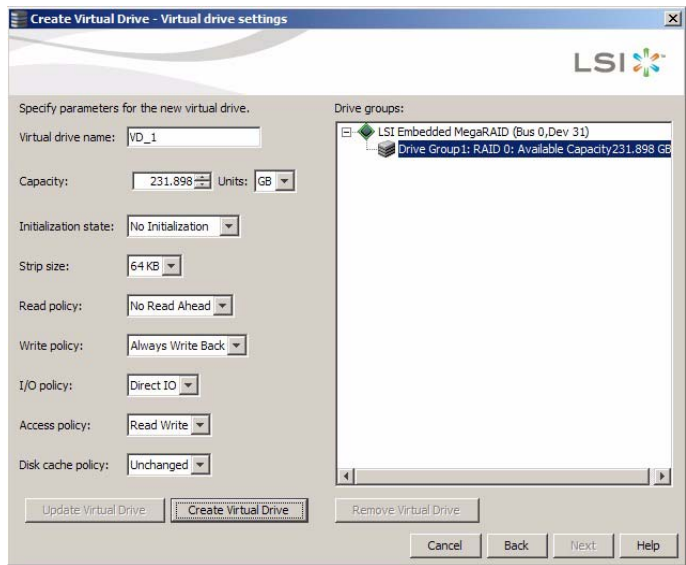 Create Virtual Drive - Virtual drive settings
LSI
Specify parameters for the new virtual drive.
Virtual drive name: VD_1
Capacity: 231.898 Units: GB
Initialization state: No Initialization
Strip size: 64 KB
Read policy: No Read Ahead
Write policy: Always Write Back
I/O policy: Direct IO
Access policy: Read Write
Disk cache policy: Unchanged
Update Virtual Drive Create Virtual Drive
Drive groups:
LSI Embedded MegaRAID (Bus 0,Dev 31)
Drive Group1: RAID 0: Available Capacity231.898 GB
Remove Virtual Drive
Cancel Back Next Help